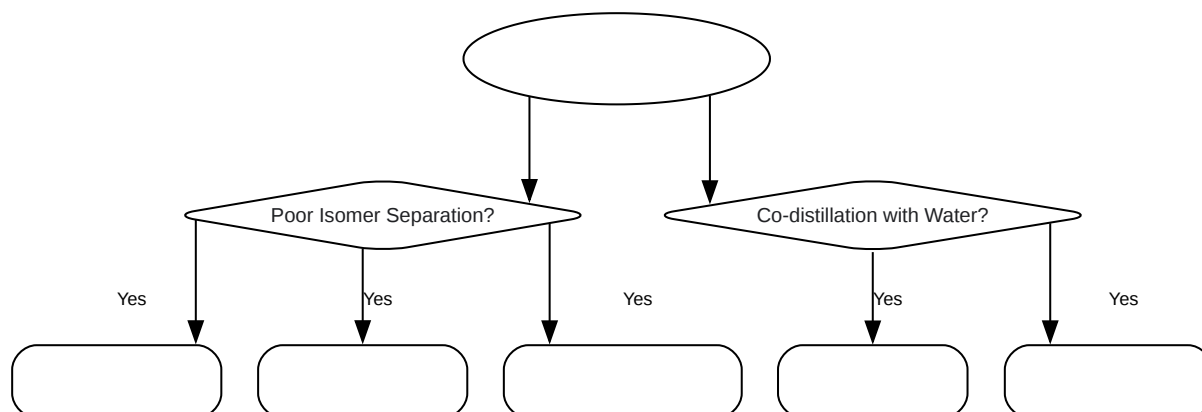 Poor Isomer Separation?
Co-distillation with Water?
Yes
Yes
Yes
Yes
Yes